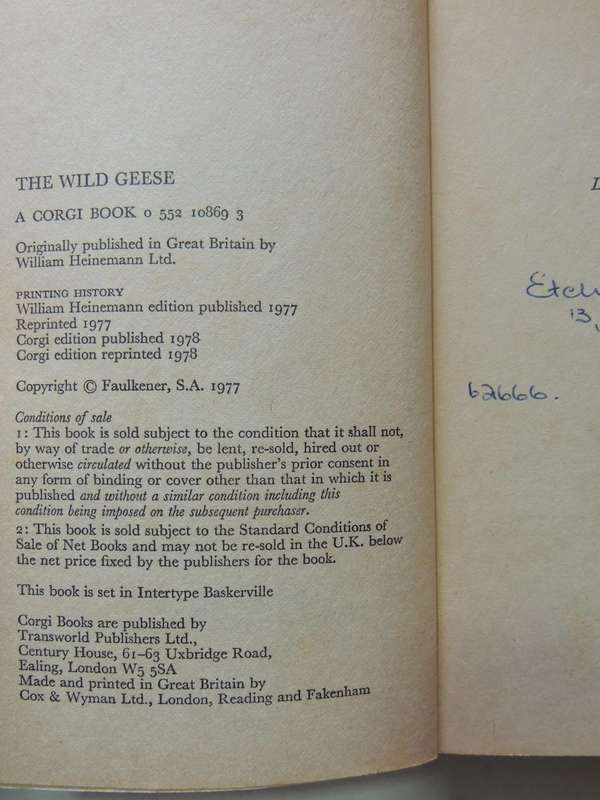 THE WILD GEESE
A CORGI BOOK 0 552 10869 3
Originally published in Great Britain by
William Heinemann Ltd.
PRINTING HISTORY
William Heinemann edition published 1977
Reprinted 1977
Corgi edition published 1978
Corgi edition reprinted 1978
Copyright © Faulkener, S.A. 1977
Conditions of sale
1: This book is sold subject to the condition that it shall not,
by way of trade or otherwise, be lent, re-sold, hired out or
otherwise circulated without the publisher's prior consent in
any form of binding or cover other than that in which it is
published and without a similar condition including this
condition being imposed on the subsequent purchaser.
2: This book is sold subject to the Standard Conditions of
Sale of Net Books and may not be re-sold in the U.K. below
the net price fixed by the publishers for the book.
This book is set in Intertype Baskerville
Corgi Books are published by
Transworld Publishers Ltd.,
Century House, 61–63 Uxbridge Road,
Ealing, London W5 5SA
Made and printed in Great Britain by
Cox & Wyman Ltd., London, Reading and Fakenham
13
62666.